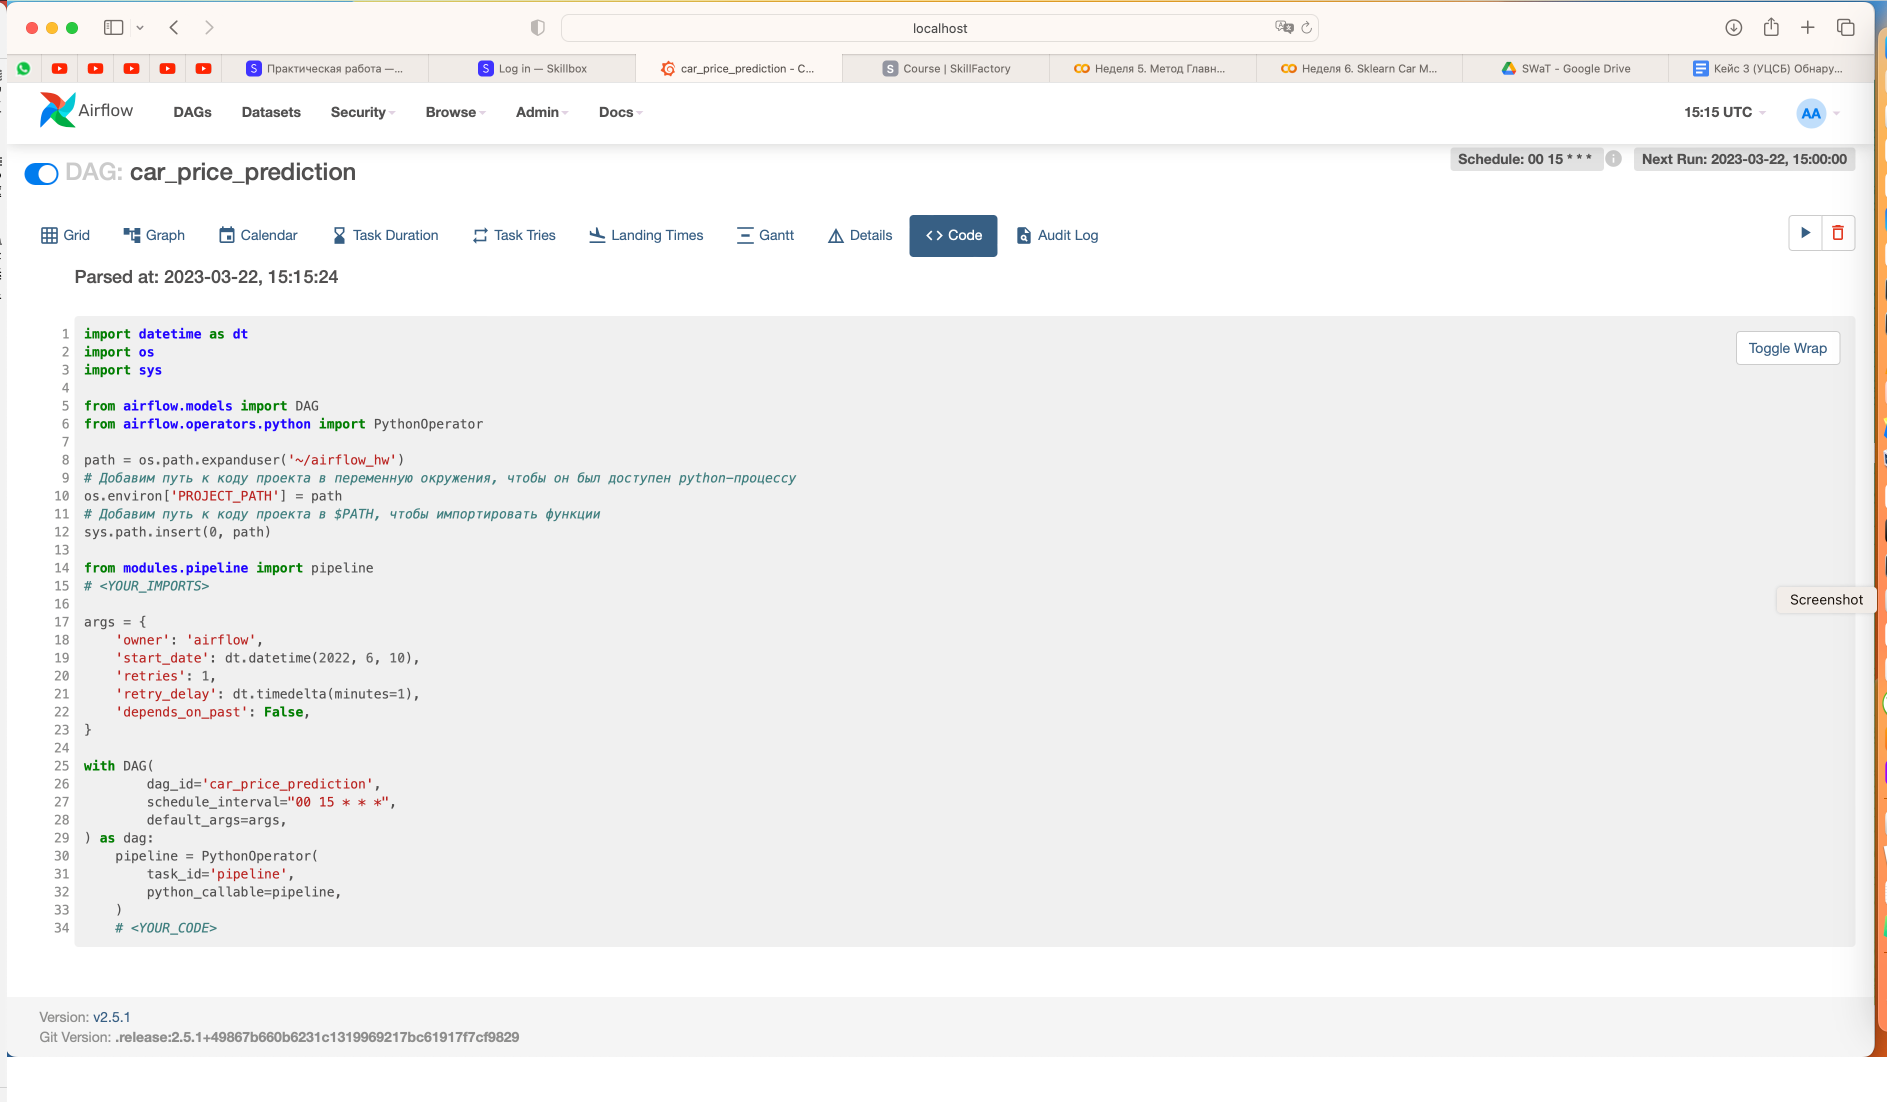 localhost
Практическая работа —...
Log in — Skillbox
car_price_prediction - C...
Course | SkillFactory
Неделя 5. Метод Главн...
Неделя 6. Sklearn Car M...
SWaT - Google Drive
Кейс 3 (УЦСБ) Обнару...
Airflow DAGs Datasets Security Browse Admin Docs 15:15 UTC AA
DAG: car_price_prediction
Schedule: 00 15 * * * Next Run: 2023-03-22, 15:00:00
Grid Graph Calendar Task Duration Task Tries Landing Times Gantt Details <> Code Audit Log
Parsed at: 2023-03-22, 15:15:24
Toggle Wrap
1 import datetime as dt
2 import os
3 import sys
4
5 from airflow.models import DAG
6 from airflow.operators.python import PythonOperator
7
8 path = os.path.expanduser('~/airflow_hw')
9 # Добавим путь к коду проекта в переменную окружения, чтобы он был доступен python-процессу
10 os.environ['PROJECT_PATH'] = path
11 # Добавим путь к коду проекта в $PATH, чтобы импортировать функции
12 sys.path.insert(0, path)
13
14 from modules.pipeline import pipeline
15 # <YOUR_IMPORTS>
16
17 args = {
18     'owner': 'airflow',
19     'start_date': dt.datetime(2022, 6, 10),
20     'retries': 1,
21     'retry_delay': dt.timedelta(minutes=1),
22     'depends_on_past': False,
23 }
24
25 with DAG(
26         dag_id='car_price_prediction',
27         schedule_interval="00 15 * * *",
28         default_args=args,
29 ) as dag:
30     pipeline = PythonOperator(
31         task_id='pipeline',
32         python_callable=pipeline,
33     )
34     # <YOUR_CODE>
Screenshot
Version: v2.5.1
Git Version: .release:2.5.1+49867b660b6231c1319969217bc61917f7cf9829